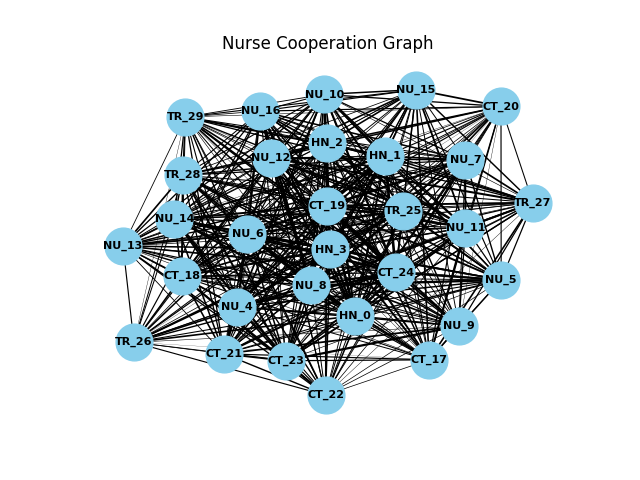 Nurse Cooperation Graph
NU_15
NU_10
CT_20
NU_16
TR_29
HN_2
HN_1
NU_12
NU_7
TR_28
TR_27
CT_19
TR_25
NU_14
NU_11
NU_6
NU_13
HN_3
CT_24
CT_18
NU_5
NU_8
NU_4
HN_0
NU_9
TR_26
CT_21
CT_23
CT_17
CT_22